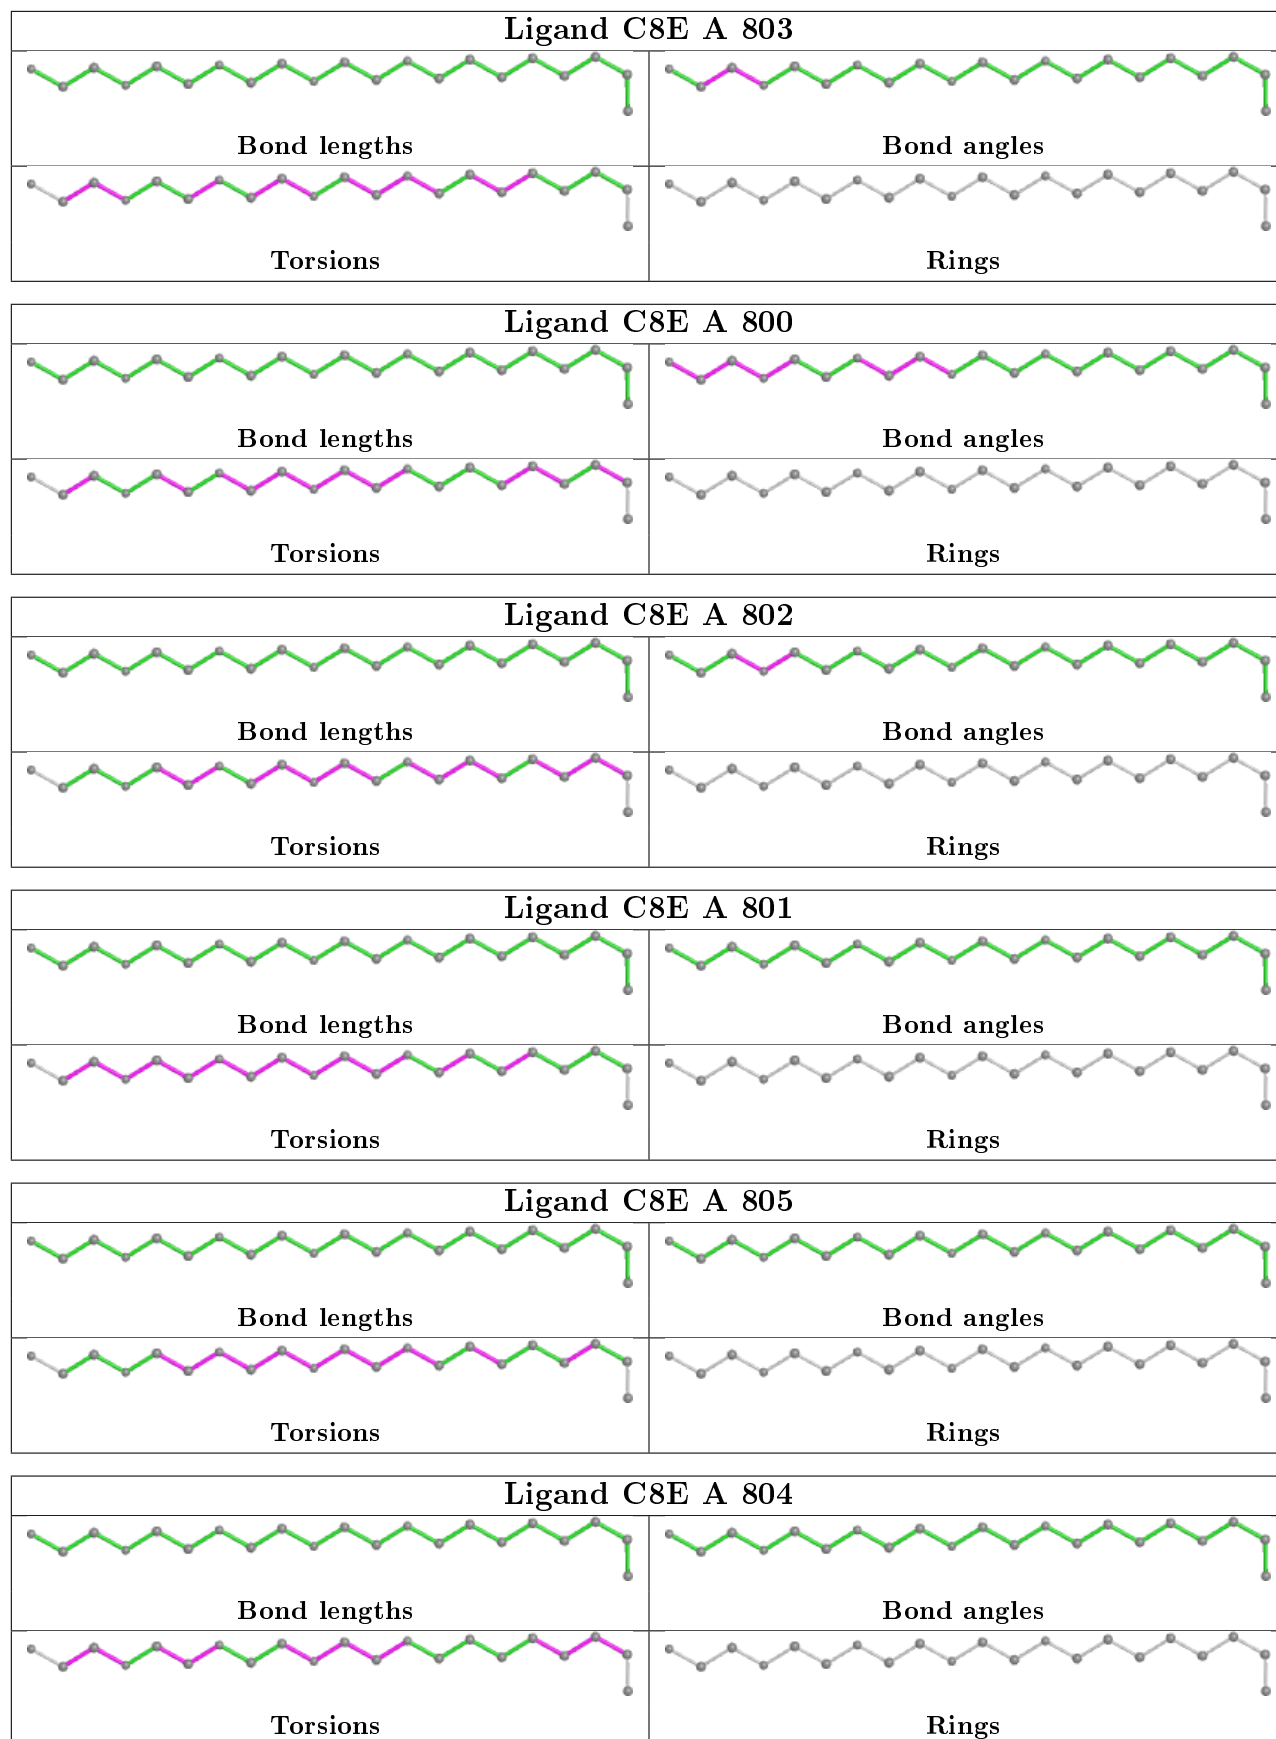 Ligand C8E A 803
Bond lengths
Bond angles
Torsions
Rings
Ligand C8E A 800
Bond lengths
Bond angles
Torsions
Rings
Ligand C8E A 802
Bond lengths
Bond angles
Torsions
Rings
Ligand C8E A 801
Bond lengths
Bond angles
Torsions
Rings
Ligand C8E A 805
Bond lengths
Bond angles
Torsions
Rings
Ligand C8E A 804
Bond lengths
Bond angles
Torsions
Rings